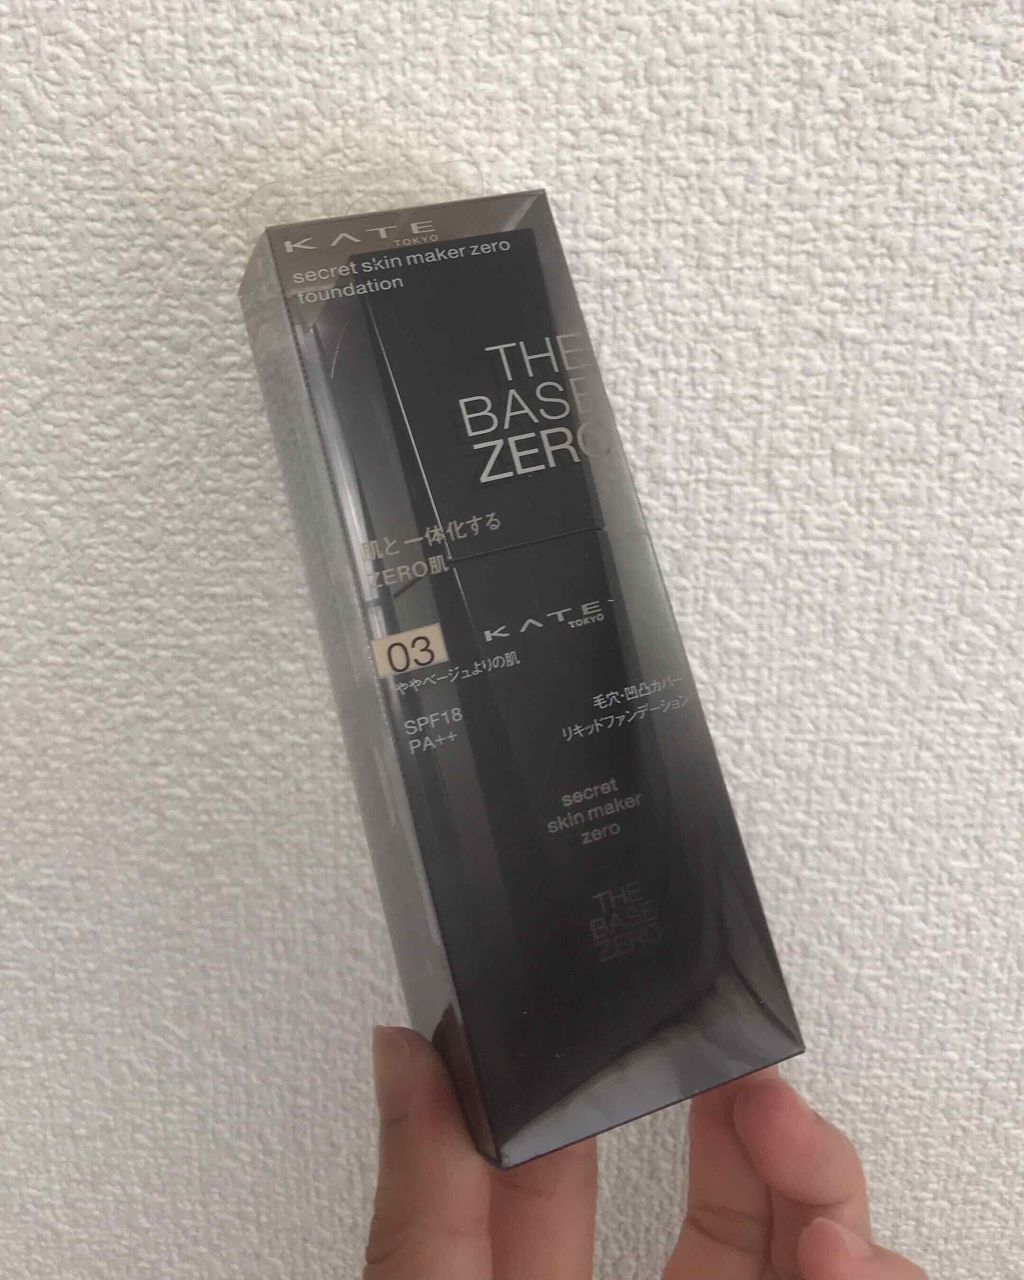 KATE
TOKYO
secret skin maker zero
foundation
THE
BASE
ZERO
肌と一体化する
ZERO肌
KATE
TOKYO
03
ややベージュよりの肌
SPF18
PA++
毛穴・凹凸カバー
リキッドファンデーション
secret
skin maker
zero
THE
BASE
ZERO